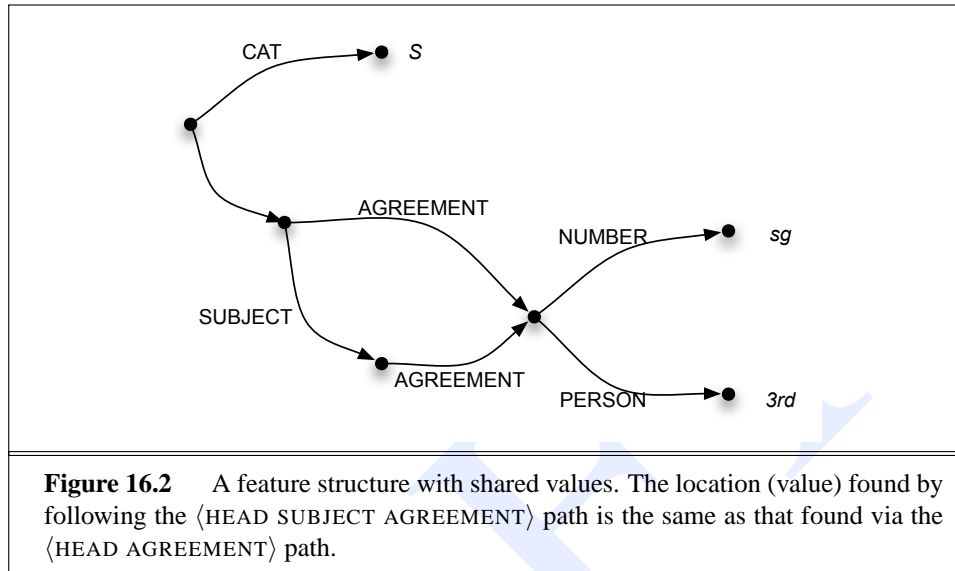 CAT
S
AGREEMENT
NUMBER
sg
SUBJECT
AGREEMENT
PERSON
3rd
Figure 16.2 A feature structure with shared values. The location (value) found by
following the ⟨HEAD SUBJECT AGREEMENT⟩ path is the same as that found via the
⟨HEAD AGREEMENT⟩ path.